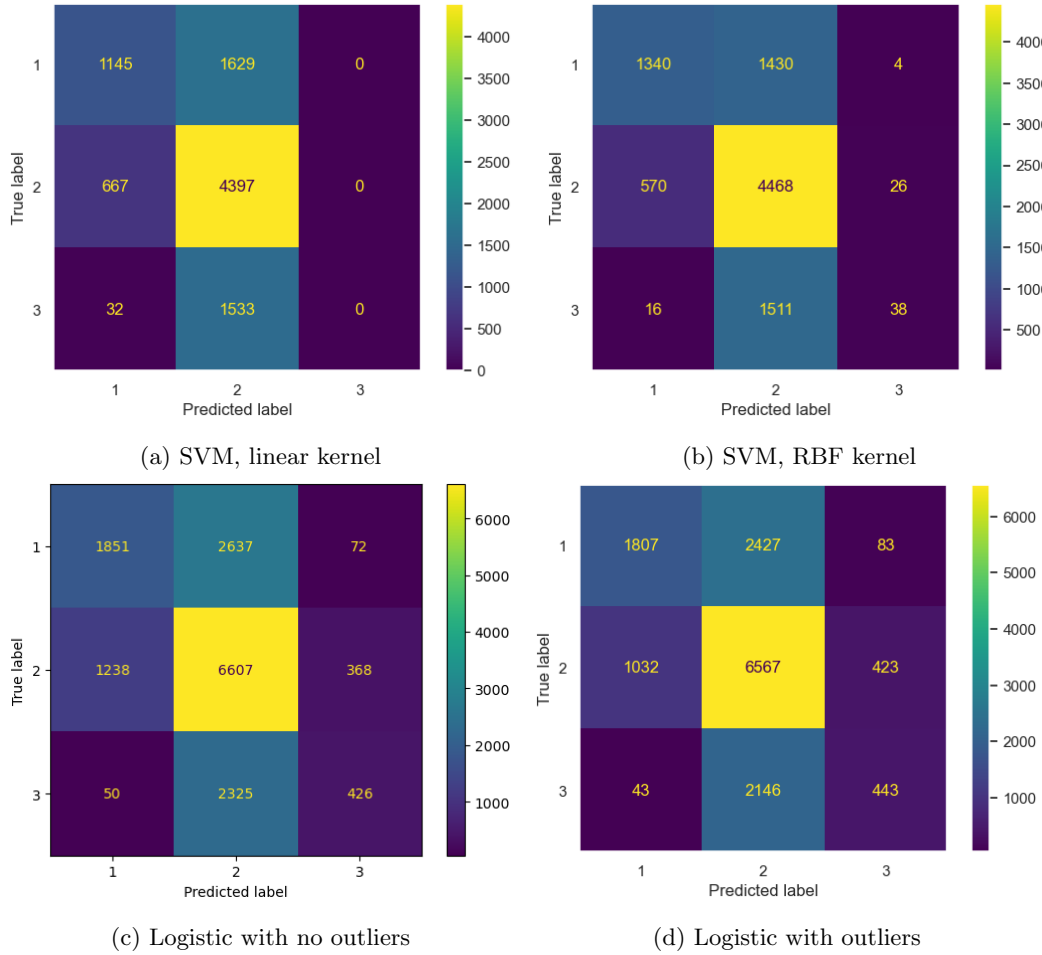 1 1145 1629 0
2 667 4397 0
3 32 1533 0
1 2 3
Predicted label
True label
4000
3500
3000
2500
2000
1500
1000
500
0
(a) SVM, linear kernel
1 1340 1430 4
2 570 4468 26
3 16 1511 38
1 2 3
Predicted label
True label
4000
3500
3000
2500
2000
1500
1000
500
(b) SVM, RBF kernel
1 1851 2637 72
2 1238 6607 368
3 50 2325 426
1 2 3
Predicted label
True label
6000
5000
4000
3000
2000
1000
(c) Logistic with no outliers
1 1807 2427 83
2 1032 6567 423
3 43 2146 443
1 2 3
Predicted label
True label
6000
5000
4000
3000
2000
1000
(d) Logistic with outliers